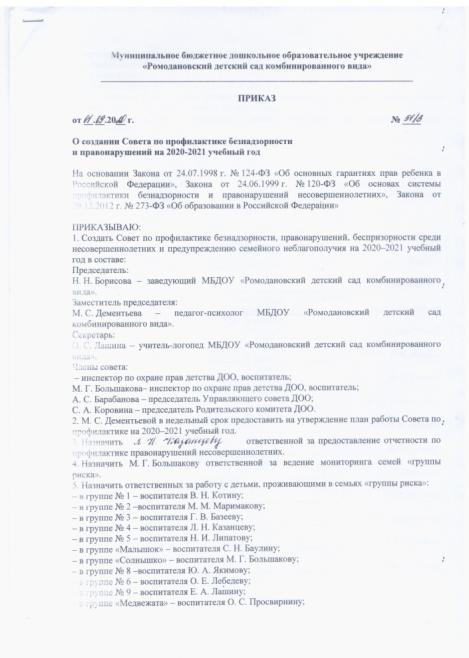 Муниципальное бюджетное дошкольное образовательное учреждение
«Ромодановский детский сад комбинированного вида»
ПРИКАЗ
от 20 г. №
О создании Совета по профилактике безнадзорности
и правонарушений на 2020-2021 учебный год
На основании Закона от 24.07.1998 г. № 124-ФЗ «Об основных гарантиях прав ребенка в
Российской Федерации», Закона от 24.06.1999 г. № 120-ФЗ «Об основах системы
профилактики безнадзорности и правонарушений несовершеннолетних», Закона от
29.12.2012 г. № 273-ФЗ «Об образовании в Российской Федерации»
ПРИКАЗЫВАЮ:
1. Создать Совет по профилактике безнадзорности, правонарушений, беспризорности среди
несовершеннолетних и предупреждению семейного неблагополучия на 2020–2021 учебный
год в составе:
Председатель:
Н. Н. Борисова – заведующий МБДОУ «Ромодановский детский сад комбинированного
вида».
Заместитель председателя:
М. С. Дементьева – педагог-психолог МБДОУ «Ромодановский детский сад
комбинированного вида».
Секретарь:
О. С. Лашина – учитель-логопед МБДОУ «Ромодановский детский сад комбинированного
вида».
Члены совета:
– инспектор по охране прав детства ДОО, воспитатель;
М. Г. Большакова– инспектор по охране прав детства ДОО, воспитатель;
А. С. Барабанова – председатель Управляющего совета ДОО;
С. А. Коровина – председатель Родительского комитета ДОО.
2. М. С. Дементьевой в недельный срок предоставить на утверждение план работы Совета по
профилактике на 2020–2021 учебный год.
3. Назначить Л. Н. Казанцеву ответственной за предоставление отчетности по
профилактике правонарушений несовершеннолетних.
4. Назначить М. Г. Большакову ответственной за ведение мониторинга семей «группы
риска».
5. Назначить ответственных за работу с детьми, проживающими в семьях «группы риска»:
– в группе № 1 – воспитателя В. Н. Котину;
– в группе № 2 –воспитателя М. М. Маримакову;
– в группе № 3 – воспитателя Г. В. Базееву;
– в группе № 4 – воспитателя Л. Н. Казанцеву;
– в группе № 5 – воспитателя Н. И. Липатову;
– в группе «Малышок» – воспитателя С. Н. Баулину;
– в группе «Солнышко» – воспитателя М. Г. Большакову;
– в группе № 8 –воспитателя Ю. А. Якимову;
– в группе № 6 – воспитателя О. Е. Лебедеву;
– в группе № 9 – воспитателя Е. А. Лашину;
– в группе «Медвежата» – воспитателя О. С. Просвирнину;